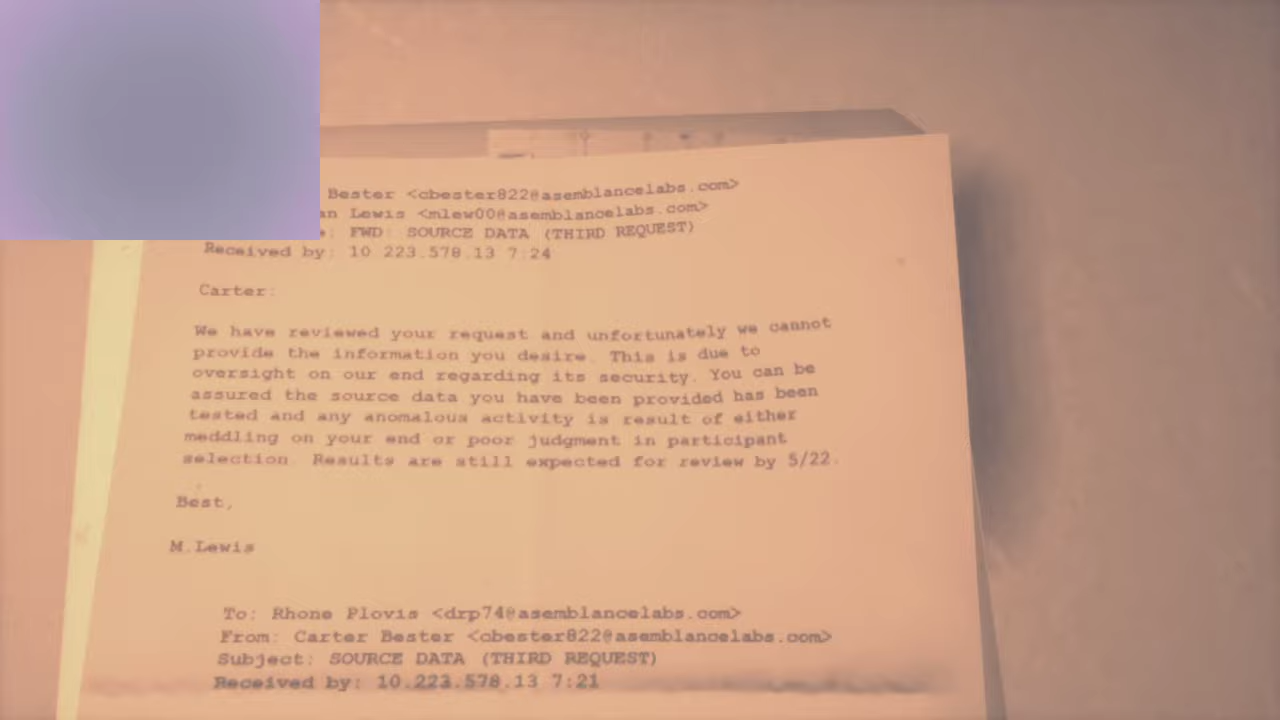 Bester <cbester822@asemblancelabs.com>
an Lewis <mlew00@asemblancelabs.com>
: FWD: SOURCE DATA (THIRD REQUEST)
Received by: 10 223.578.13 7:24
Carter:
We have reviewed your request and unfortunately we cannot
provide the information you desire. This is due to
oversight on our end regarding its security. You can be
assured the source data you have been provided has been
tested and any anomalous activity is result of either
meddling on your end or poor judgment in participant
selection. Results are still expected for review by 5/22.
Best,
M.Lewis
To: Rhone Plovis <drp74@asemblancelabs.com>
From: Carter Bester <cbester822@asemblancelabs.com>
Subject: SOURCE DATA (THIRD REQUEST)
Received by: 10.223.578.13 7:21